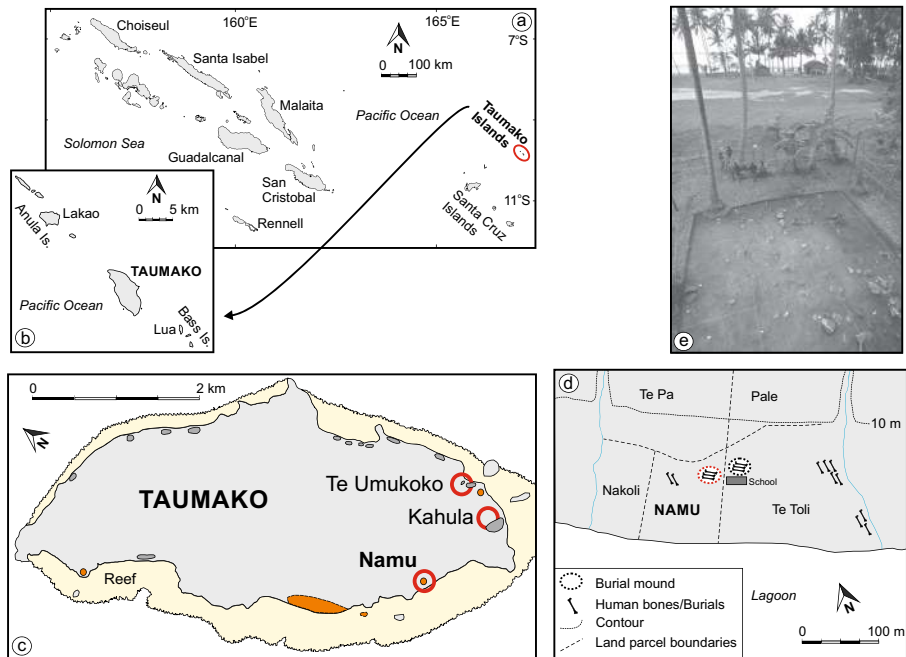 160°E
165°E
a
7°S
Choiseul
N
0 100 km
Santa Isabel
Malaita
Pacific Ocean
Taumako
Islands
Solomon Sea
Guadalcanal
San
Cristobal
11°S
Rennell
Santa Cruz
Islands
N
0 5 km
Lakao
Anula Is.
TAUMAKO
Pacific Ocean
Bass Is.
Lua
b
e
0 2 km
N
Te Umukoko
TAUMAKO
Kahula
Namu
Reef
c
d
Te Pa
Pale
10 m
School
Nakoli
NAMU
Te Toli
Burial mound
Human bones/Burials
Contour
Land parcel boundaries
Lagoon
N
0 100 m